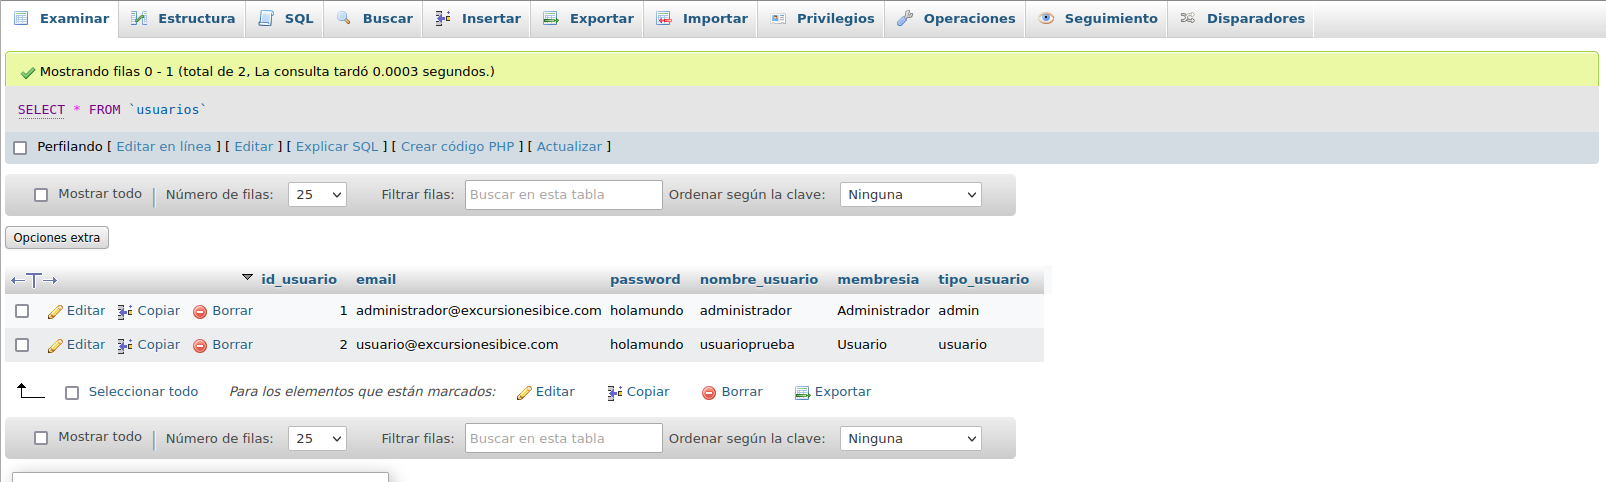 Examinar Estructura SQL Buscar Insertar Exportar Importar Privilegios Operaciones Seguimiento Disparadores
Mostrando filas 0 - 1 (total de 2, La consulta tardó 0.0003 segundos.)
SELECT * FROM `usuarios`
Perfilando [ Editar en línea ] [ Editar ] [ Explicar SQL ] [ Crear código PHP ] [ Actualizar ]
Mostrar todo Número de filas: 25 Filtrar filas: Buscar en esta tabla Ordenar según la clave: Ninguna
Opciones extra
id_usuario email password nombre_usuario membresia tipo_usuario
Editar Copiar Borrar 1 administrador@excursionesibice.com holamundo administrador Administrador admin
Editar Copiar Borrar 2 usuario@excursionesibice.com holamundo usuarioprueba Usuario usuario
Seleccionar todo Para los elementos que están marcados: Editar Copiar Borrar Exportar
Mostrar todo Número de filas: 25 Filtrar filas: Buscar en esta tabla Ordenar según la clave: Ninguna